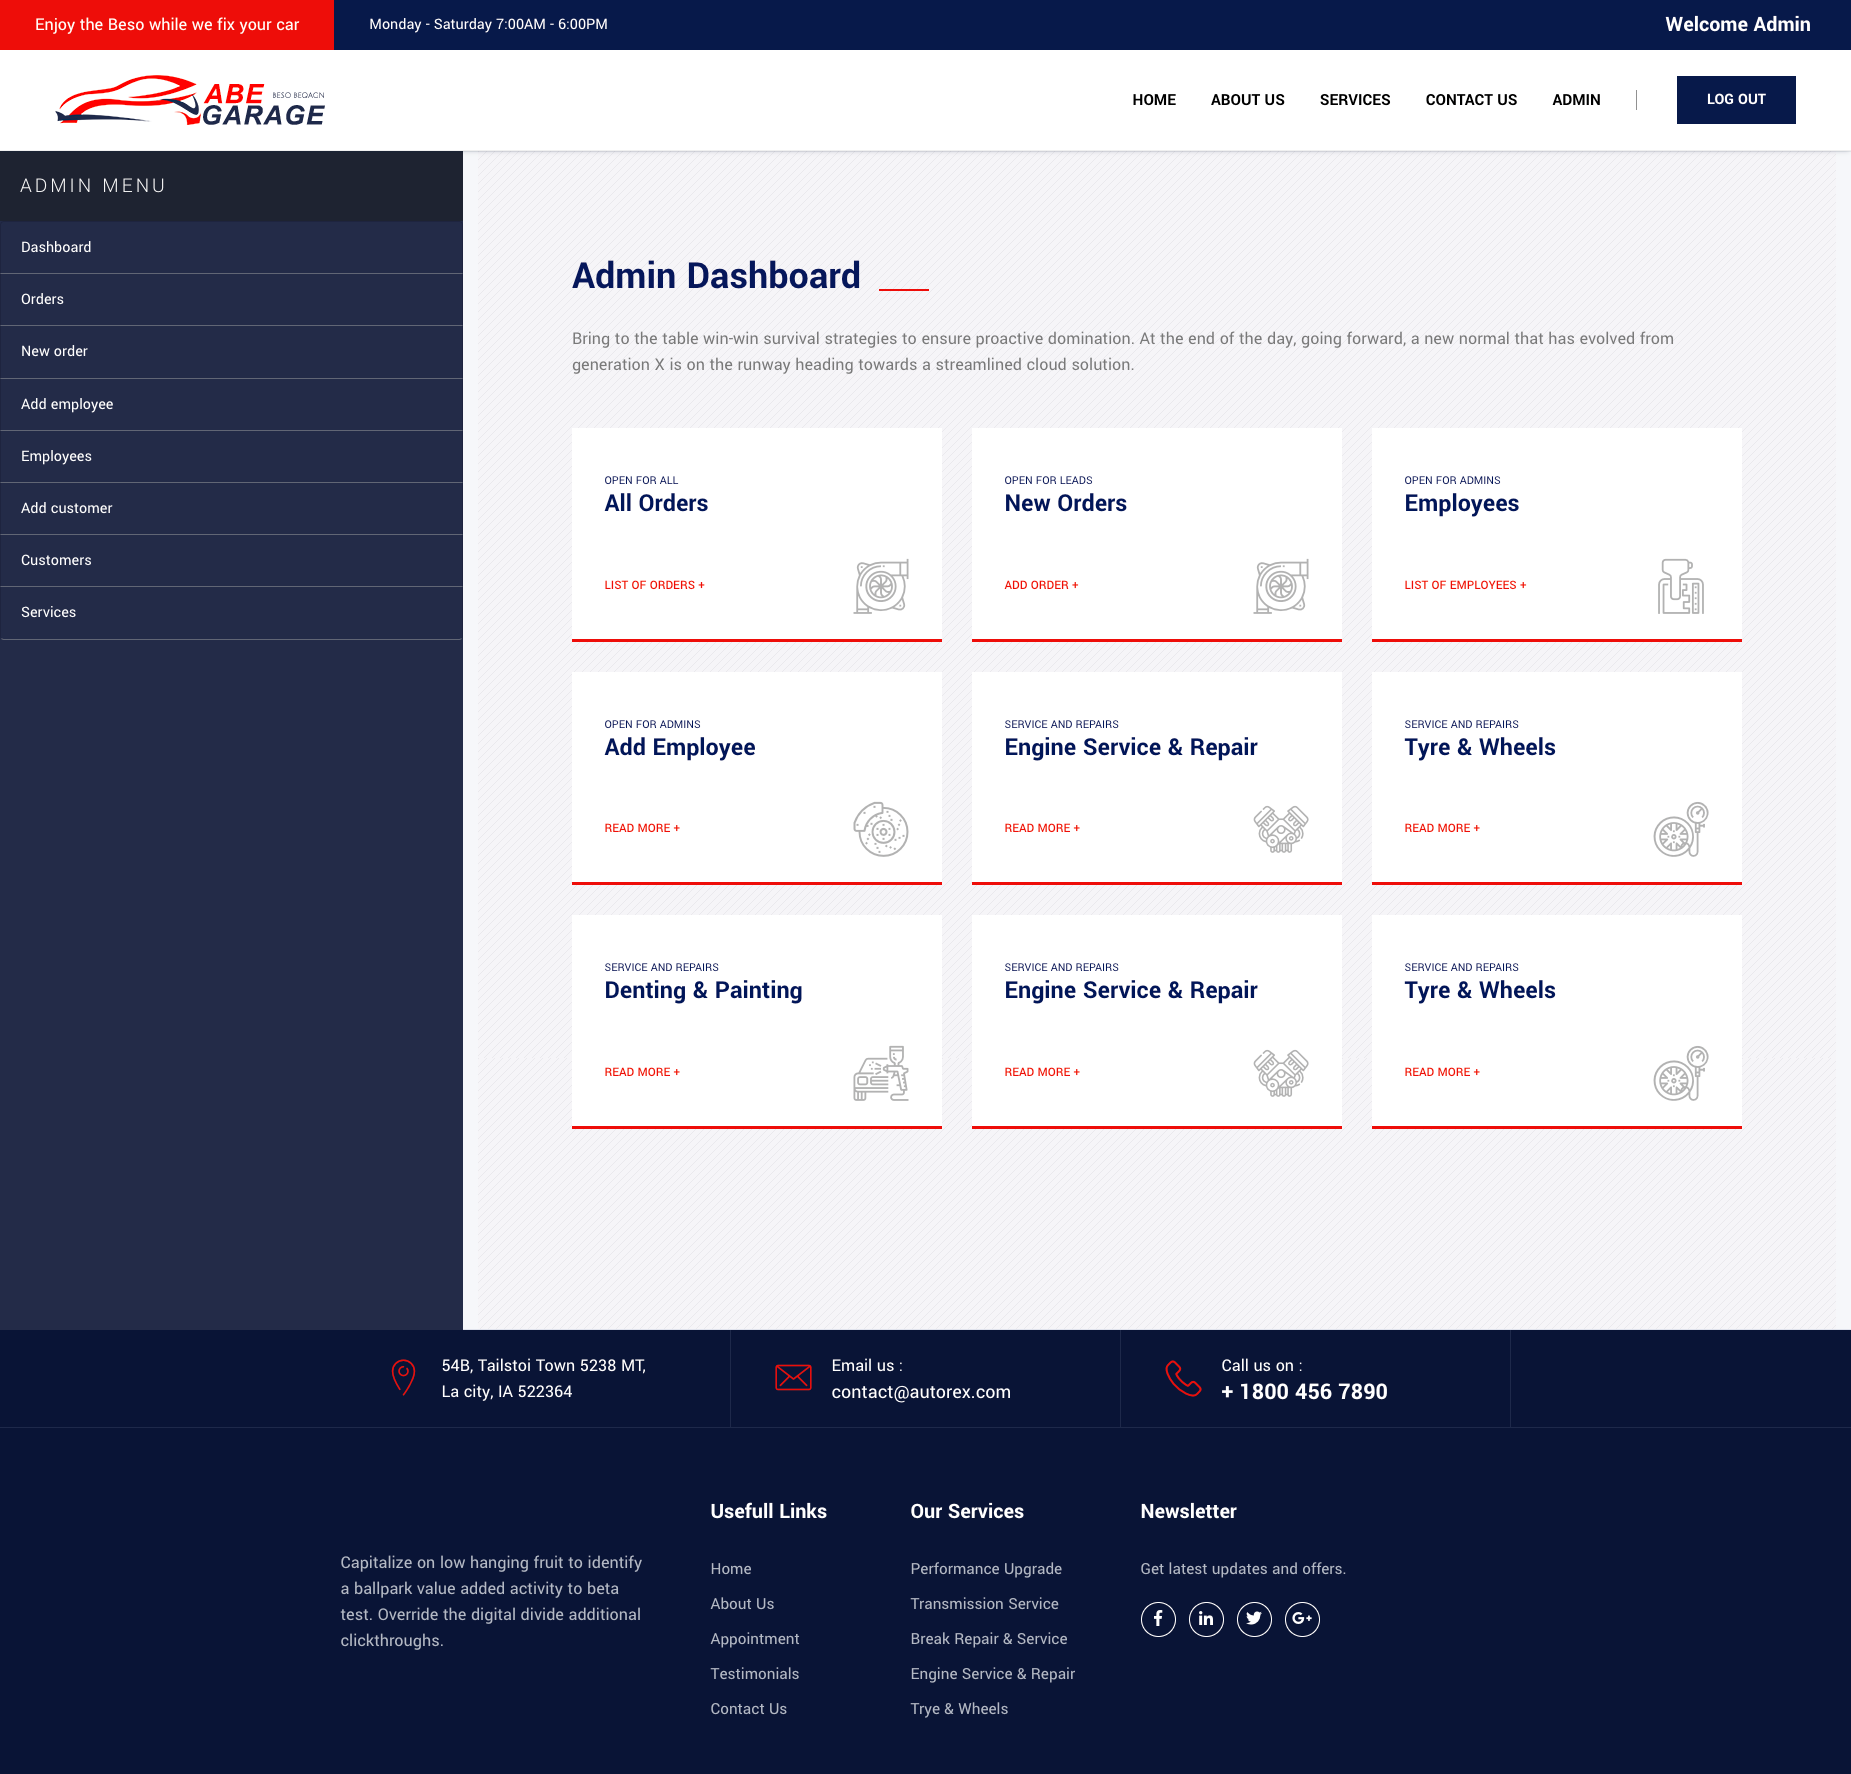 Enjoy the Beso while we fix your car
Monday - Saturday 7:00AM - 6:00PM
Welcome Admin
ABE
BESO BEQACN
GARAGE
HOME
ABOUT US
SERVICES
CONTACT US
ADMIN
LOG OUT
ADMIN MENU
Dashboard
Orders
New order
Add employee
Employees
Add customer
Customers
Services
Admin Dashboard
Bring to the table win-win survival strategies to ensure proactive domination. At the end of the day, going forward, a new normal that has evolved from
generation X is on the runway heading towards a streamlined cloud solution.
OPEN FOR ALL
All Orders
LIST OF ORDERS +
OPEN FOR LEADS
New Orders
ADD ORDER +
OPEN FOR ADMINS
Employees
LIST OF EMPLOYEES +
OPEN FOR ADMINS
Add Employee
READ MORE +
SERVICE AND REPAIRS
Engine Service & Repair
READ MORE +
SERVICE AND REPAIRS
Tyre & Wheels
READ MORE +
SERVICE AND REPAIRS
Denting & Painting
READ MORE +
SERVICE AND REPAIRS
Engine Service & Repair
READ MORE +
SERVICE AND REPAIRS
Tyre & Wheels
READ MORE +
54B, Tailstoi Town 5238 MT,
La city, IA 522364
Email us :
contact@autorex.com
Call us on :
+ 1800 456 7890
Capitalize on low hanging fruit to identify
a ballpark value added activity to beta
test. Override the digital divide additional
clickthroughs.
Usefull Links
Home
About Us
Appointment
Testimonials
Contact Us
Our Services
Performance Upgrade
Transmission Service
Break Repair & Service
Engine Service & Repair
Trye & Wheels
Newsletter
Get latest updates and offers.